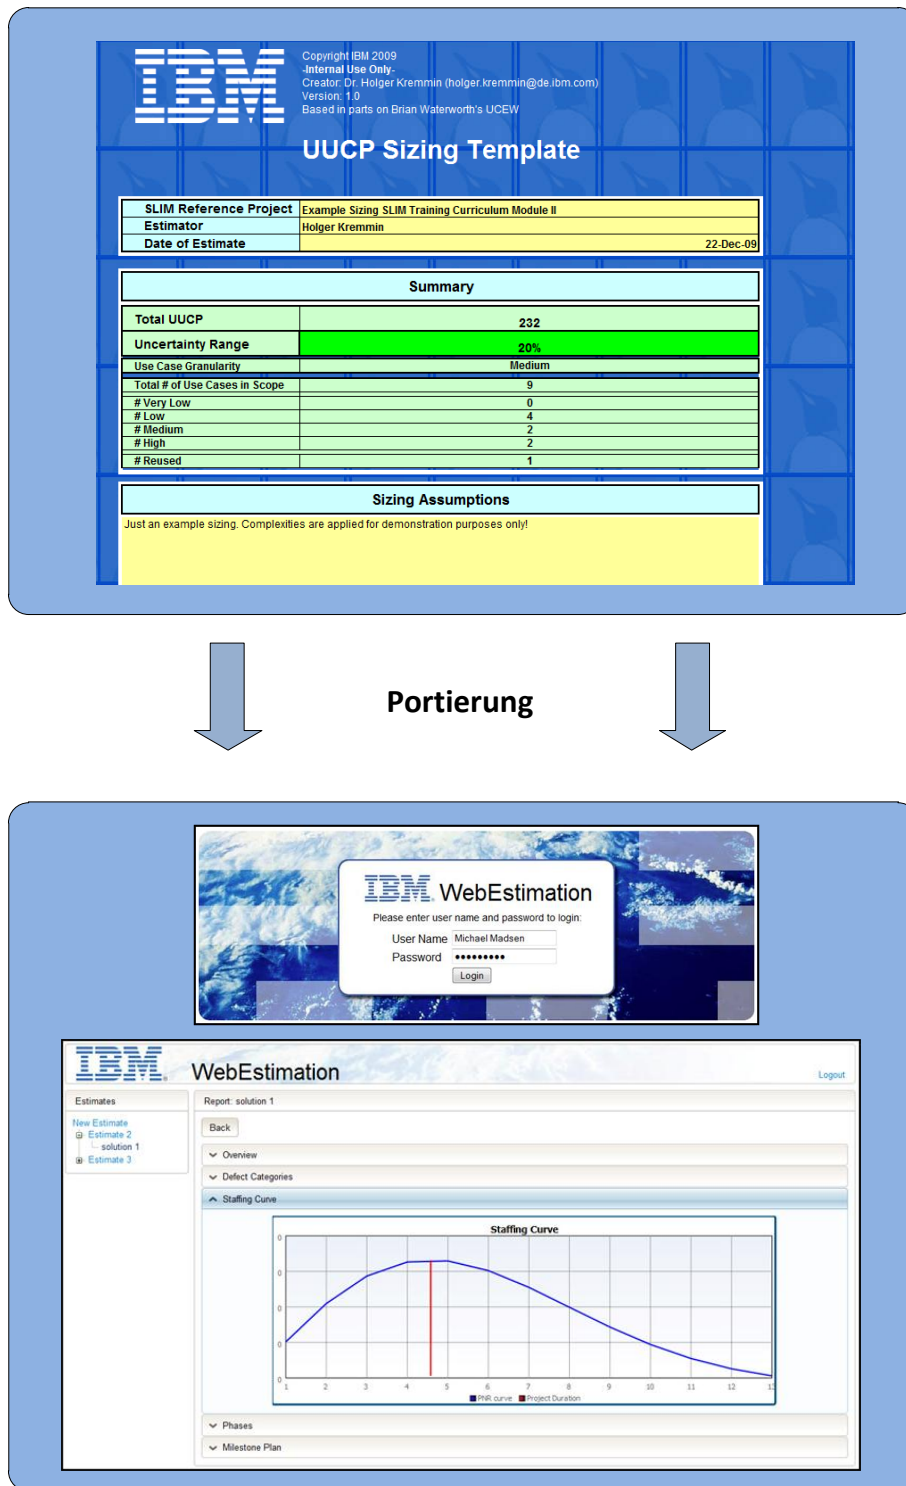 IBM
Copyright IBM 2009
-Internal Use Only-
Creator: Dr. Holger Kremmin (holger.kremmin@de.ibm.com)
Version: 1.0
Based in parts on Brian Waterworth's UCEW
UUCP Sizing Template
SLIM Reference Project Example Sizing SLIM Training Curriculum Module II
Estimator Holger Kremmin
Date of Estimate 22-Dec-09
Summary
Total UUCP 232
Uncertainty Range 20%
Use Case Granularity Medium
Total # of Use Cases in Scope 9
# Very Low 0
# Low 4
# Medium 2
# High 2
# Reused 1
Sizing Assumptions
Just an example sizing. Complexities are applied for demonstration purposes only!
Portierung
IBM. WebEstimation
Please enter user name and password to login:
User Name Michael Madsen
Password •••••••••
Login
IBM. WebEstimation
Logout
Estimates
New Estimate
Estimate 2
solution 1
Estimate 3
Report: solution 1
Back
Overview
Defect Categories
Staffing Curve
Staffing Curve
0
0
0
0
0
1 2 3 4 5 6 7 8 9 10 11 12 13
PNR curve Project Duration
Phases
Milestone Plan